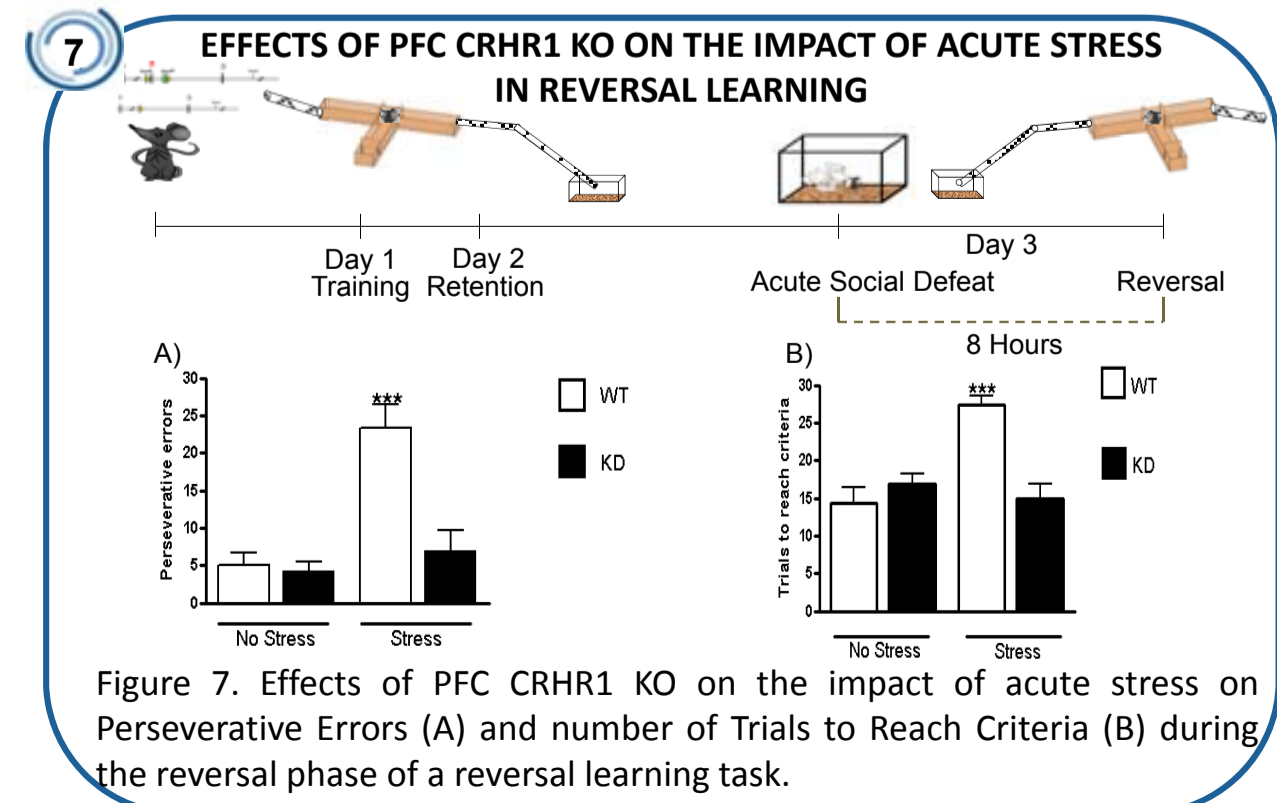 7
EFFECTS OF PFC CRHR1 KO ON THE IMPACT OF ACUTE STRESS
IN REVERSAL LEARNING
Day 1
Training
Day 2
Retention
Day 3
Acute Social Defeat
Reversal
8 Hours
A)
Perseverative errors
30
25
20
15
10
5
0
***
No Stress
Stress
WT
KD
B)
Trials to reach criteria
30
25
20
15
10
5
0
***
No Stress
Stress
WT
KD
Figure 7. Effects of PFC CRHR1 KO on the impact of acute stress on
Perseverative Errors (A) and number of Trials to Reach Criteria (B) during
the reversal phase of a reversal learning task.